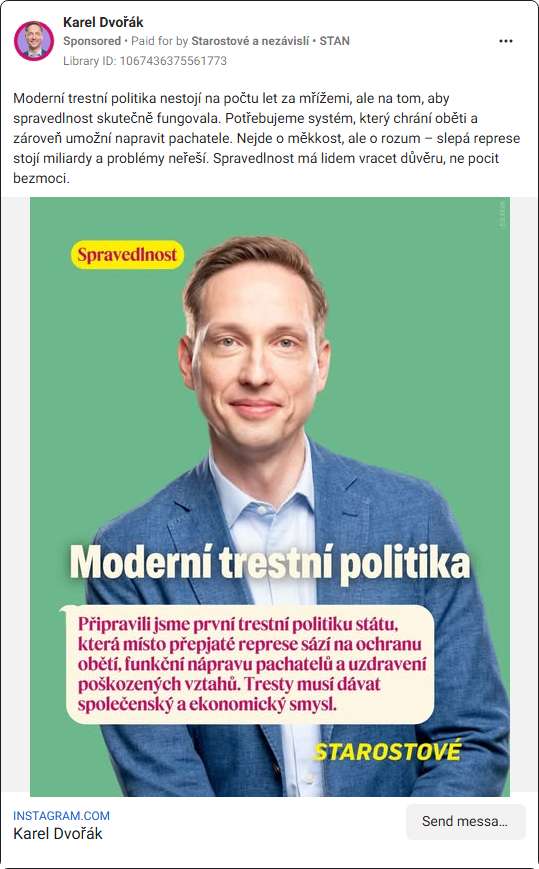 Karel Dvořák
Sponsored • Paid for by Starostové a nezávislí • STAN
Library ID: 1067436375561773
Moderní trestní politika nestojí na počtu let za mřížemi, ale na tom, aby
spravedlnost skutečně fungovala. Potřebujeme systém, který chrání oběti a
zároveň umožní napravit pachatele. Nejde o měkkost, ale o rozum – slepá represe
stojí miliardy a problémy neřeší. Spravedlnost má lidem vracet důvěru, ne pocit
bezmoci.
Spravedlnost
Moderní trestní politika
Připravili jsme první trestní politiku státu,
která místo přepjaté represe sází na ochranu
obětí, funkční nápravu pachatelů a uzdravení
poškozených vztahů. Tresty musí dávat
společenský a ekonomický smysl.
STAROSTOVÉ
INSTAGRAM.COM
Karel Dvořák
Send messa...